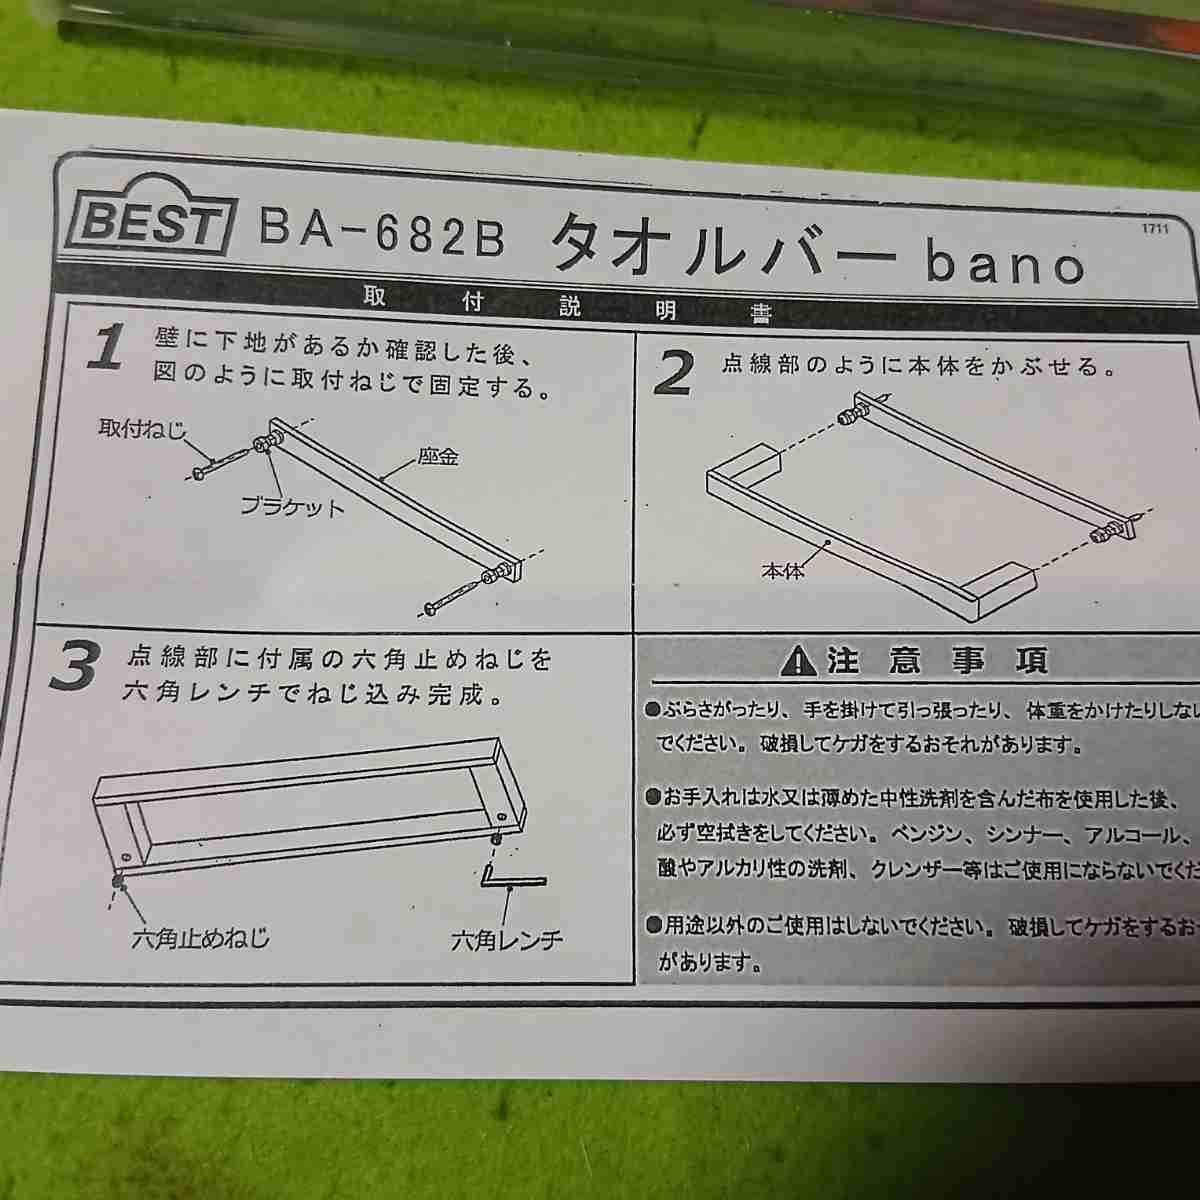 BEST BA-682B タオルバー bano
1711
取付説明書
1 壁に下地があるか確認した後、
図のように取付ねじで固定する。
取付ねじ
座金
ブラケット
2 点線部のように本体をかぶせる。
本体
3 点線部に付属の六角止めねじを
六角レンチでねじ込み完成。
六角止めねじ
六角レンチ
注意事項
●ぶらさがったり、手を掛けて引っ張ったり、体重をかけたりしない
でください。破損してケガをするおそれがあります。
●お手入れは水又は薄めた中性洗剤を含んだ布を使用した後、
必ず空拭きをしてください。ベンジン、シンナー、アルコール、
酸やアルカリ性の洗剤、クレンザー等はご使用にならないでくだ
●用途以外のご使用はしないでください。破損してケガをするおそ
があります。